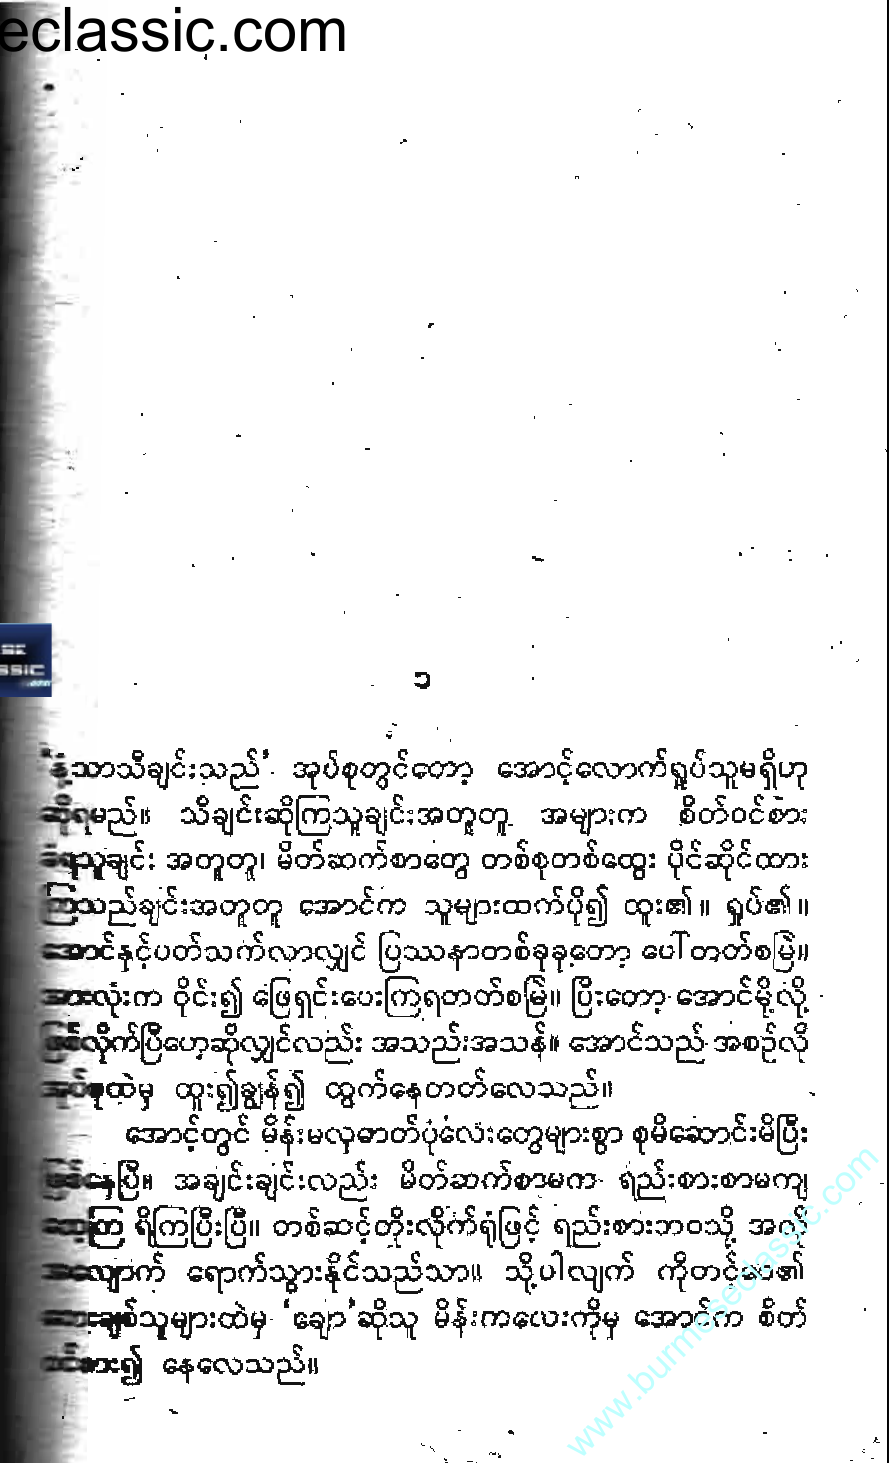 eclassic.com
၁
နံ့သာသီချင်းသည်' အုပ်စုတွင်တော့ အောင့်လောက်ရှုပ်သူမရှိဟု
ဆိုရမည်။ သီချင်းဆိုကြသူချင်းအတူတူ အများက စိတ်ဝင်စား
သူချင်း အတူတူ၊ မိတ်ဆက်စာတွေ တစ်စုတစ်ထွေး ပိုင်ဆိုင်ထား
ကြသည်ချင်းအတူတူ အောင်က သူများထက်ပို၍ ထူး၏။ ရှုပ်၏။
အောင်နှင့်ပတ်သက်လာလျှင် ပြဿနာတစ်ခုခုတော့ ပေါ်တတ်စမြဲ။
အားလုံးက ဝိုင်း၍ ဖြေရှင်းပေးကြရတတ်စမြဲ။ ပြီးတော့ အောင်မို့လို့
ဖြစ်လိုက်ပြီဟေ့ဆိုလျှင်လည်း အသည်းအသန်။ အောင်သည် အစဉ်လို
အုပ်စုထဲမှ ထူး၍ချွန်၍ ထွက်နေတတ်လေသည်။
အောင့်တွင် မိန်းမလှဓာတ်ပုံလေးတွေများစွာ စုမိဆောင်းမိပြီး
ဖြစ်နေပြီ။ အချင်းချင်းလည်း မိတ်ဆက်စာမက ရည်းစားစာမကျ
ရိုကြပြီးပြီ။ တစ်ဆင့်တိုးလိုက်ရုံဖြင့် ရည်းစားဘဝသို့ အလို
အလျောက် ရောက်သွားနိုင်သည်သာ။ သို့ပါလျက် ကိုတင့်အေး၏
ချစ်သူများထဲမှ 'ချော'ဆိုသူ မိန်းကလေးကိုမှ အောင်က စိတ်
ဝင်စား၍ နေလေသည်။
www.burmeseclassic.com